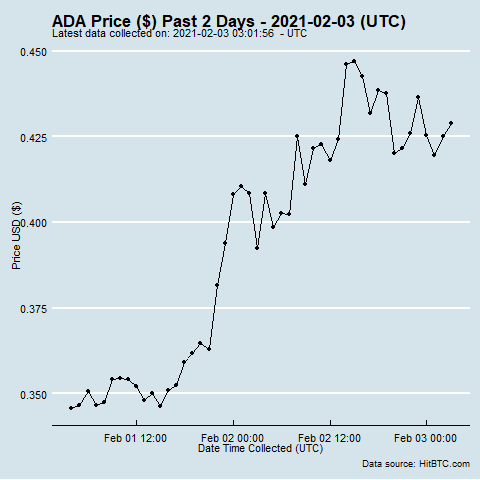 ADA Price ($) Past 2 Days - 2021-02-03 (UTC)
Latest data collected on: 2021-02-03 03:01:56 - UTC
0.450
0.425
0.400
0.375
0.350
Price USD ($)
Feb 01 12:00 Feb 02 00:00 Feb 02 12:00 Feb 03 00:00
Date Time Collected (UTC)
Data source: HitBTC.com